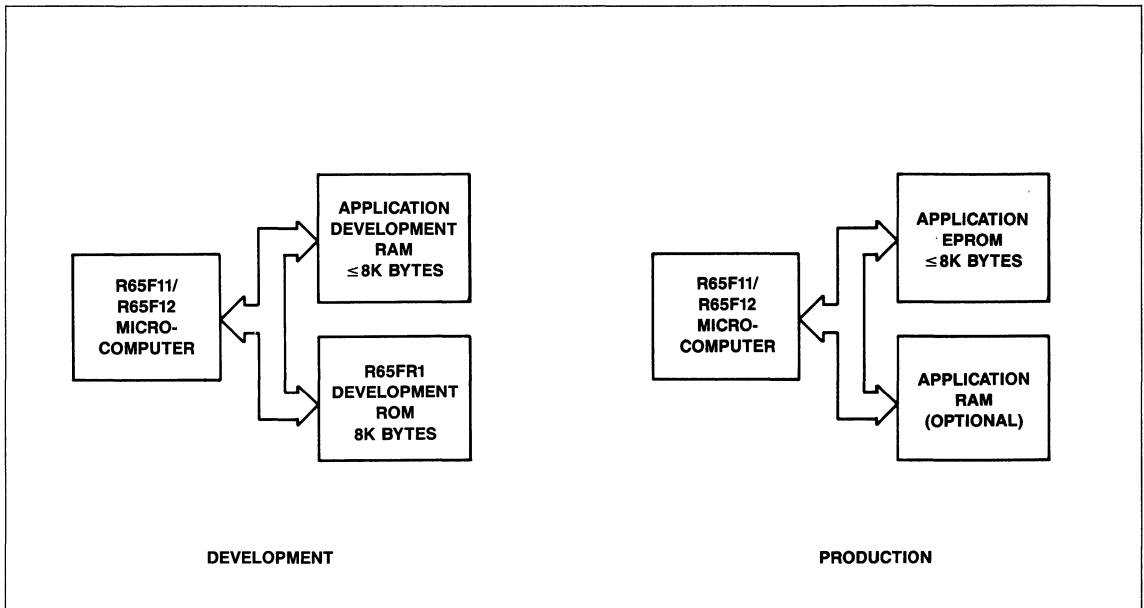 R65F11/
R65F12
MICRO-
COMPUTER
APPLICATION
DEVELOPMENT
RAM
≤8K BYTES
R65FR1
DEVELOPMENT
ROM
8K BYTES
DEVELOPMENT
R65F11/
R65F12
MICRO-
COMPUTER
APPLICATION
EPROM
≤8K BYTES
APPLICATION
RAM
(OPTIONAL)
PRODUCTION